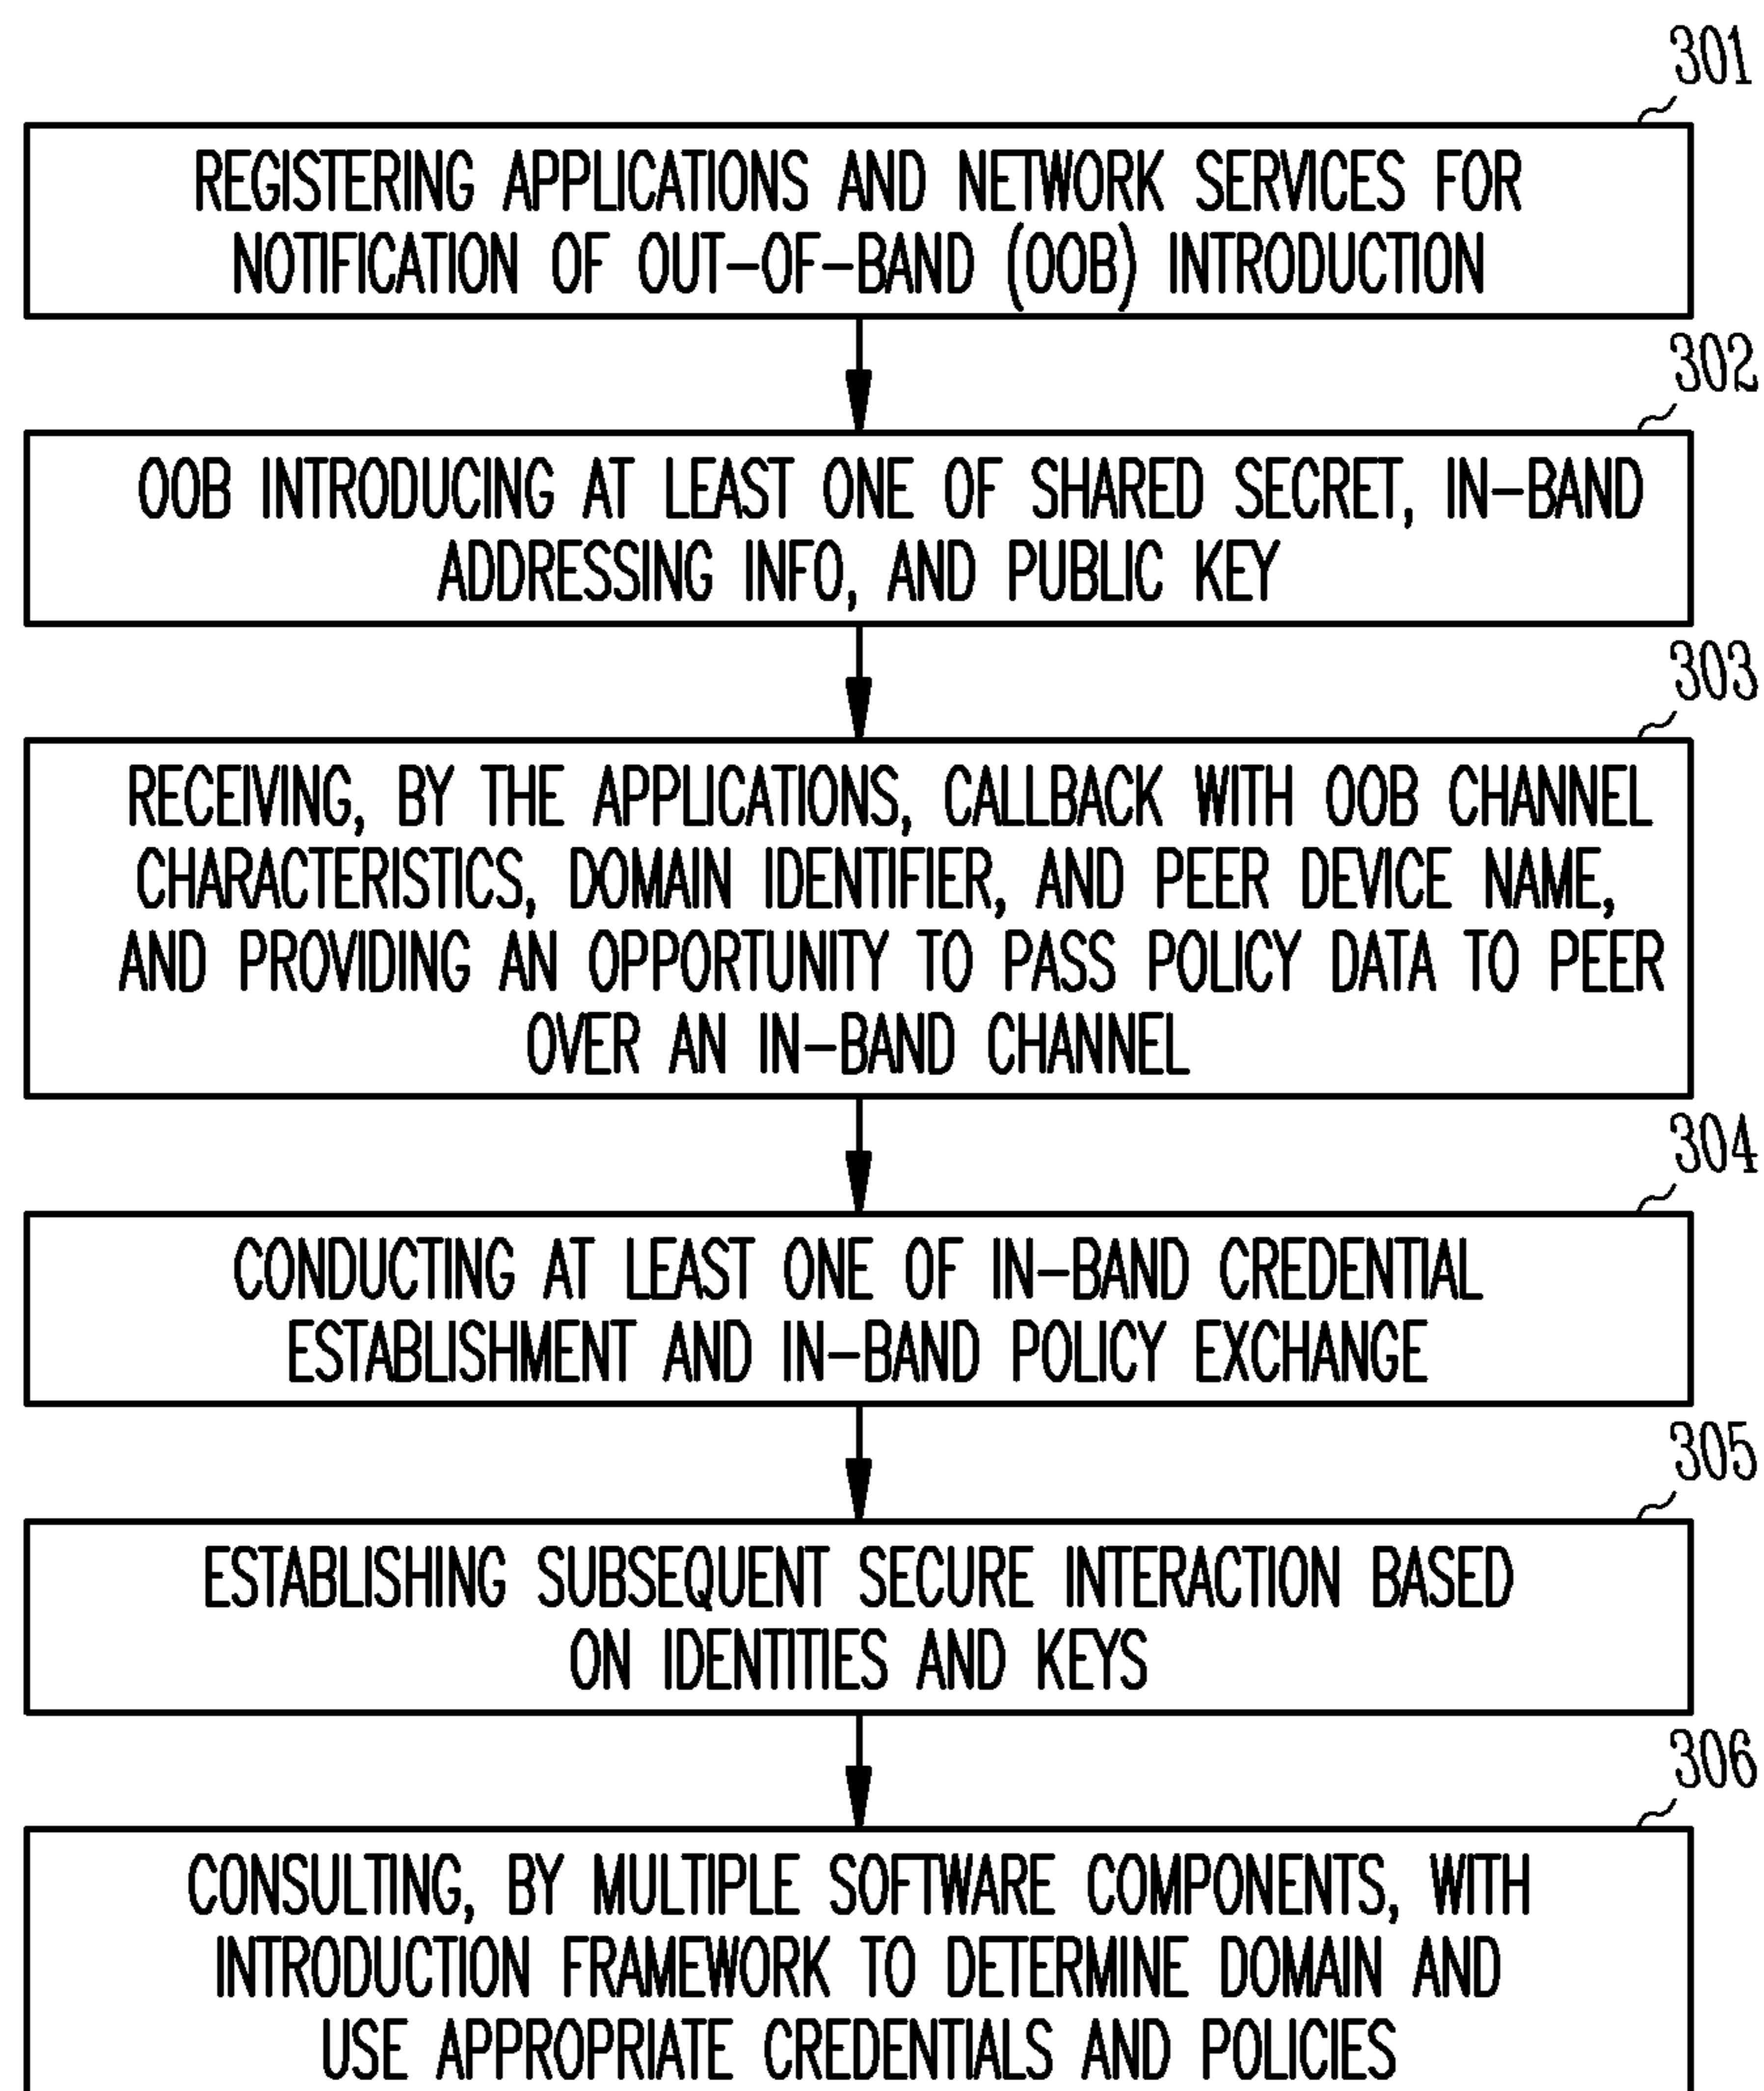 301
REGISTERING APPLICATIONS AND NETWORK SERVICES FOR
NOTIFICATION OF OUT-OF-BAND (OOB) INTRODUCTION
302
OOB INTRODUCING AT LEAST ONE OF SHARED SECRET, IN-BAND
ADDRESSING INFO, AND PUBLIC KEY
303
RECEIVING, BY THE APPLICATIONS, CALLBACK WITH OOB CHANNEL
CHARACTERISTICS, DOMAIN IDENTIFIER, AND PEER DEVICE NAME,
AND PROVIDING AN OPPORTUNITY TO PASS POLICY DATA TO PEER
OVER AN IN-BAND CHANNEL
304
CONDUCTING AT LEAST ONE OF IN-BAND CREDENTIAL
ESTABLISHMENT AND IN-BAND POLICY EXCHANGE
305
ESTABLISHING SUBSEQUENT SECURE INTERACTION BASED
ON IDENTITIES AND KEYS
306
CONSULTING, BY MULTIPLE SOFTWARE COMPONENTS, WITH
INTRODUCTION FRAMEWORK TO DETERMINE DOMAIN AND
USE APPROPRIATE CREDENTIALS AND POLICIES